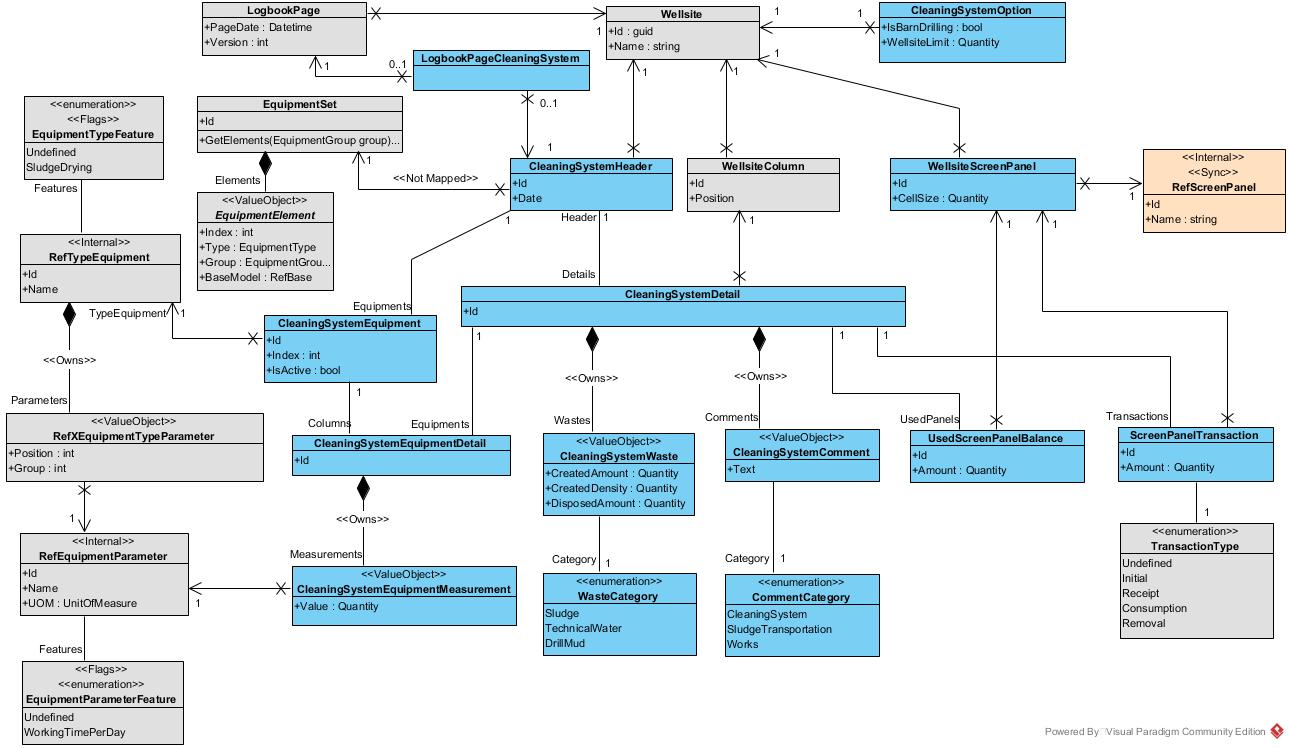 LogbookPage
+PageDate : Datetime
+Version : int
Wellsite
+Id : guid
+Name : string
1
1
1
CleaningSystemOption
+IsBarnDrilling : bool
+WellsiteLimit : Quantity
1
0..1
LogbookPageCleaningSystem
1
1
1
0..1
1
<<enumeration>>
<<Flags>>
EquipmentTypeFeature
Undefined
SludgeDrying
Features
EquipmentSet
+Id
+GetElements(EquipmentGroup group)...
1
Elements
<<Not Mapped>>
<<ValueObject>>
EquipmentElement
+Index : int
+Type : EquipmentType
+Group : EquipmentGrou...
+BaseModel : RefBase
CleaningSystemHeader
+Id
+Date
1
Header
1
Details
WellsiteColumn
+Id
+Position
1
WellsiteScreenPanel
+Id
+CellSize : Quantity
1
1
1
<<Internal>>
<<Sync>>
RefScreenPanel
+Id
+Name : string
<<Internal>>
RefTypeEquipment
+Id
+Name
TypeEquipment
1
<<Owns>>
Parameters
Equipments
CleaningSystemEquipment
+Id
+Index : int
+IsActive : bool
1
Columns
CleaningSystemDetail
+Id
1
1
1
Equipments
<<Owns>>
Wastes
<<Owns>>
Comments
UsedPanels
Transactions
<<ValueObject>>
RefXEquipmentTypeParameter
+Position : int
+Group : int
1
CleaningSystemEquipmentDetail
+Id
<<Owns>>
Measurements
<<ValueObject>>
CleaningSystemWaste
+CreatedAmount : Quantity
+CreatedDensity : Quantity
+DisposedAmount : Quantity
Category
1
<<ValueObject>>
CleaningSystemComment
+Text
Category
1
UsedScreenPanelBalance
+Id
+Amount : Quantity
ScreenPanelTransaction
+Id
+Amount : Quantity
1
<<Internal>>
RefEquipmentParameter
+Id
+Name
+UOM : UnitOfMeasure
1
Features
<<ValueObject>>
CleaningSystemEquipmentMeasurement
+Value : Quantity
<<enumeration>>
WasteCategory
Sludge
TechnicalWater
DrillMud
<<enumeration>>
CommentCategory
CleaningSystem
SludgeTransportation
Works
<<enumeration>>
TransactionType
Undefined
Initial
Receipt
Consumption
Removal
<<Flags>>
<<enumeration>>
EquipmentParameterFeature
Undefined
WorkingTimePerDay
Powered By Visual Paradigm Community Edition